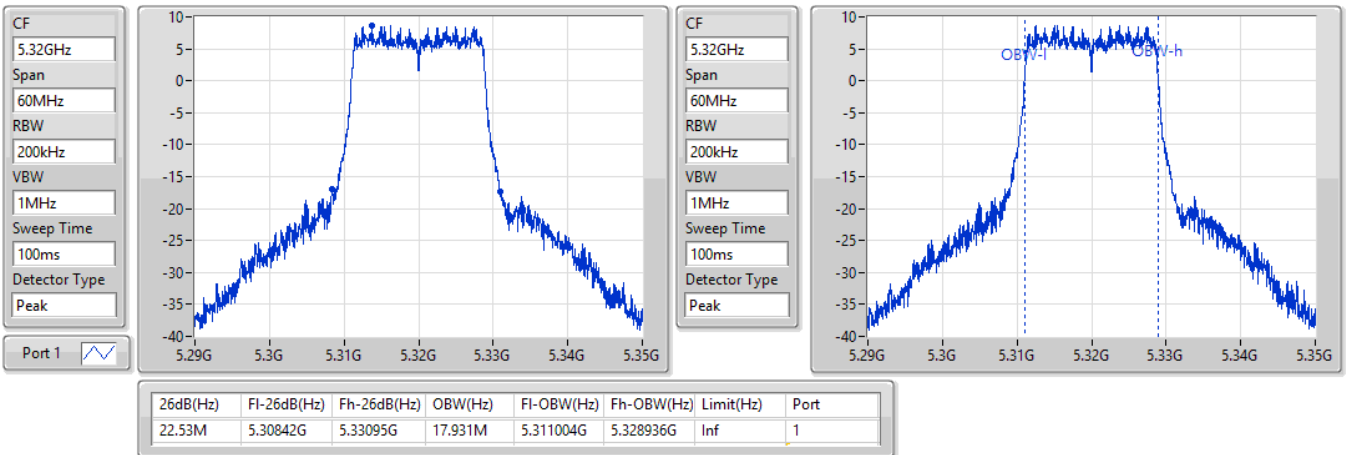 CF
5.32GHz
Span
60MHz
RBW
200kHz
VBW
1MHz
Sweep Time
100ms
Detector Type
Peak
Port 1
10
5
0
-5
-10
-15
-20
-25
-30
-35
-40
5.29G 5.3G 5.31G 5.32G 5.33G 5.34G 5.35G
CF
5.32GHz
Span
60MHz
RBW
200kHz
VBW
1MHz
Sweep Time
100ms
Detector Type
Peak
10
5
0
-5
-10
-15
-20
-25
-30
-35
-40
OBW-l OBW-h
5.29G 5.3G 5.31G 5.32G 5.33G 5.34G 5.35G
26dB(Hz) Fl-26dB(Hz) Fh-26dB(Hz) OBW(Hz) Fl-OBW(Hz) Fh-OBW(Hz) Limit(Hz) Port
22.53M 5.30842G 5.33095G 17.931M 5.311004G 5.328936G Inf 1